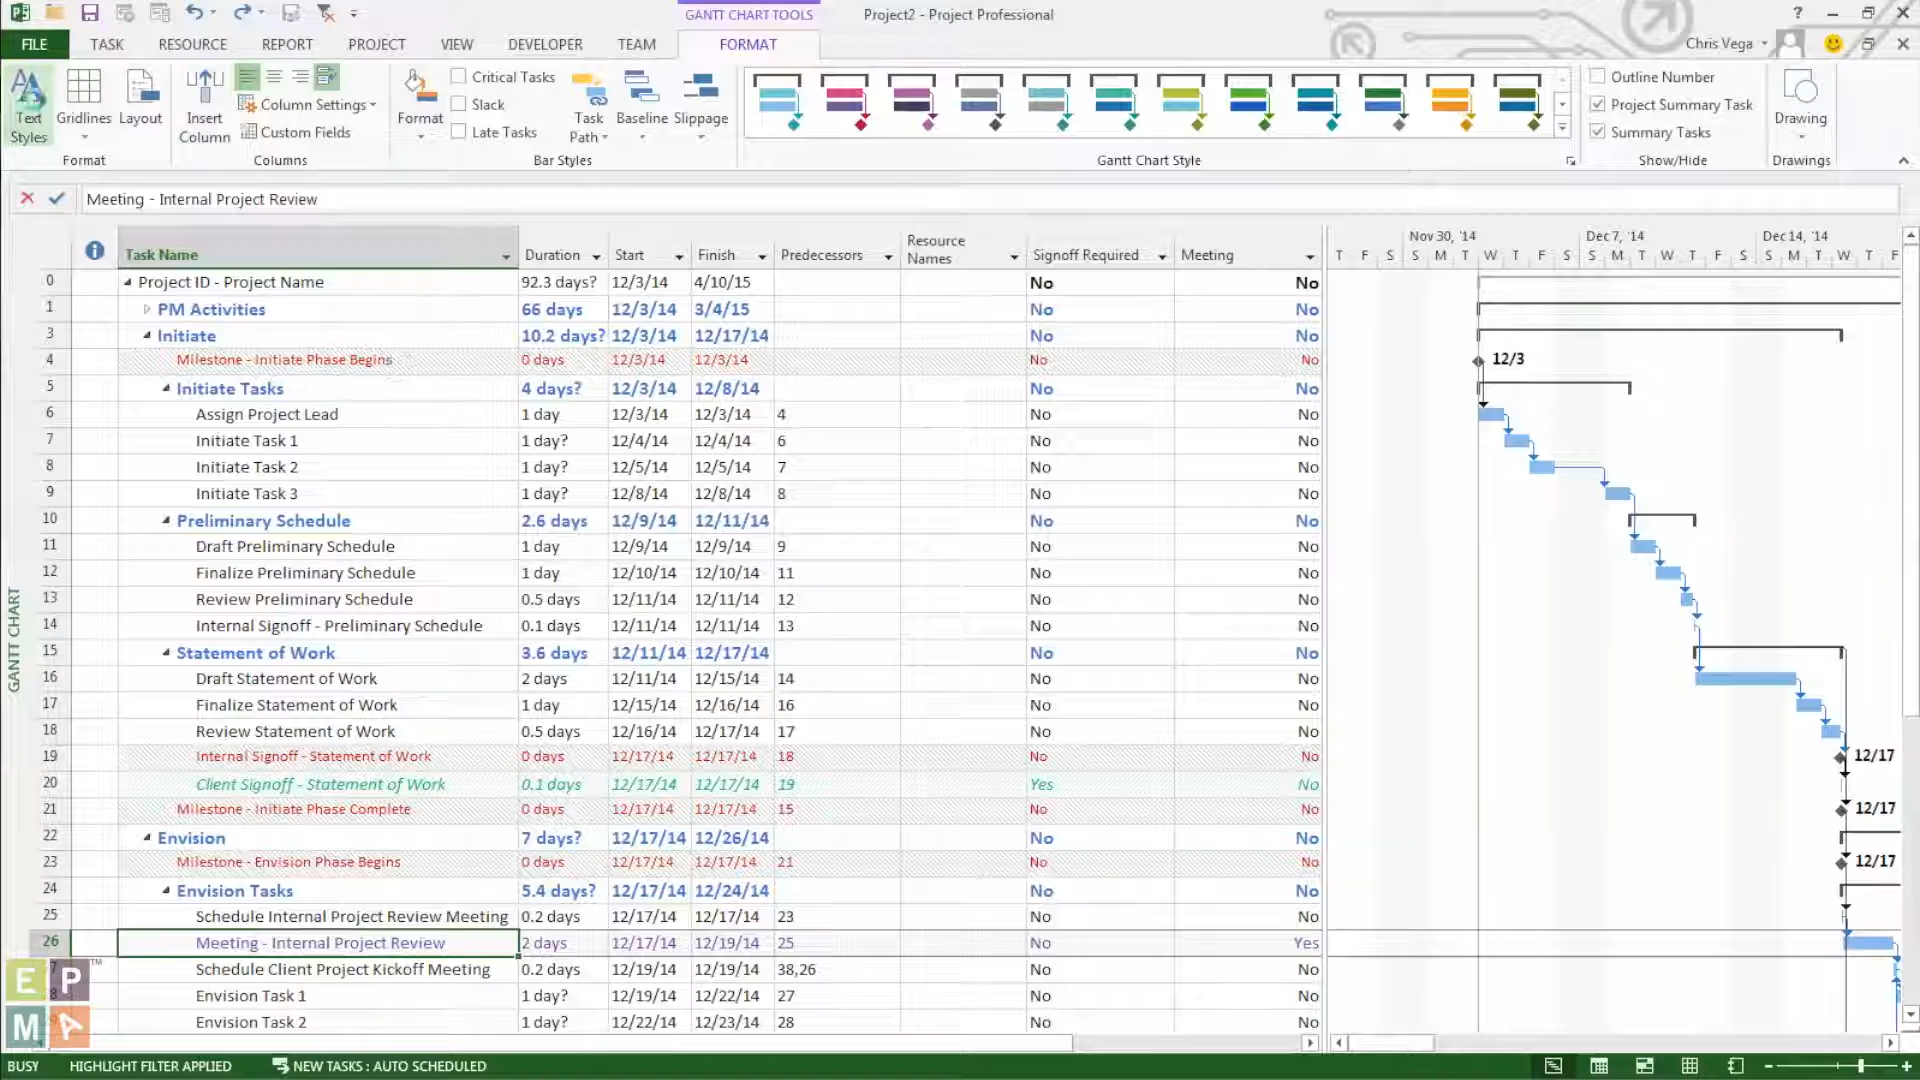 GANTT CHART TOOLS
Project2 - Project Professional
?
FILE
TASK
RESOURCE
REPORT
PROJECT
VIEW
DEVELOPER
TEAM
FORMAT
Chris Vega
Text Styles
Gridlines
Layout
Format
Insert Column
Column Settings
Custom Fields
Columns
Format
Critical Tasks
Slack
Late Tasks
Task Path
Baseline
Slippage
Bar Styles
Gantt Chart Style
Outline Number
Project Summary Task
Summary Tasks
Show/Hide
Drawing
Drawings
Meeting - Internal Project Review
Task Name Duration Start Finish Predecessors Resource Names Signoff Required Meeting
Nov 30, '14 Dec 7, '14 Dec 14, '14
T F S S M T W T F S S M T W T F S S M T W T F
0 Project ID - Project Name 92.3 days? 12/3/14 4/10/15 No No
1 PM Activities 66 days 12/3/14 3/4/15 No No
3 Initiate 10.2 days? 12/3/14 12/17/14 No No
4 Milestone - Initiate Phase Begins 0 days 12/3/14 12/3/14 No No 12/3
5 Initiate Tasks 4 days? 12/3/14 12/8/14 No No
6 Assign Project Lead 1 day 12/3/14 12/3/14 4 No No
7 Initiate Task 1 1 day? 12/4/14 12/4/14 6 No No
8 Initiate Task 2 1 day? 12/5/14 12/5/14 7 No No
9 Initiate Task 3 1 day? 12/8/14 12/8/14 8 No No
10 Preliminary Schedule 2.6 days 12/9/14 12/11/14 No No
11 Draft Preliminary Schedule 1 day 12/9/14 12/9/14 9 No No
12 Finalize Preliminary Schedule 1 day 12/10/14 12/10/14 11 No No
13 Review Preliminary Schedule 0.5 days 12/11/14 12/11/14 12 No No
14 Internal Signoff - Preliminary Schedule 0.1 days 12/11/14 12/11/14 13 No No
15 Statement of Work 3.6 days 12/11/14 12/17/14 No No
16 Draft Statement of Work 2 days 12/11/14 12/15/14 14 No No
17 Finalize Statement of Work 1 day 12/15/14 12/16/14 16 No No
18 Review Statement of Work 0.5 days 12/16/14 12/17/14 17 No No
19 Internal Signoff - Statement of Work 0 days 12/17/14 12/17/14 18 No No 12/17
20 Client Signoff - Statement of Work 0.1 days 12/17/14 12/17/14 19 Yes No
21 Milestone - Initiate Phase Complete 0 days 12/17/14 12/17/14 15 No No 12/17
22 Envision 7 days? 12/17/14 12/26/14 No No
23 Milestone - Envision Phase Begins 0 days 12/17/14 12/17/14 21 No No 12/17
24 Envision Tasks 5.4 days? 12/17/14 12/24/14 No No
25 Schedule Internal Project Review Meeting 0.2 days 12/17/14 12/17/14 23 No No
26 Meeting - Internal Project Review 2 days 12/17/14 12/19/14 25 No Yes
Schedule Client Project Kickoff Meeting 0.2 days 12/19/14 12/19/14 38,26 No No
Envision Task 1 1 day? 12/19/14 12/22/14 27 No No
Envision Task 2 1 day? 12/22/14 12/23/14 28 No No
GANTT CHART
E P ™
M A
BUSY
HIGHLIGHT FILTER APPLIED
NEW TASKS : AUTO SCHEDULED